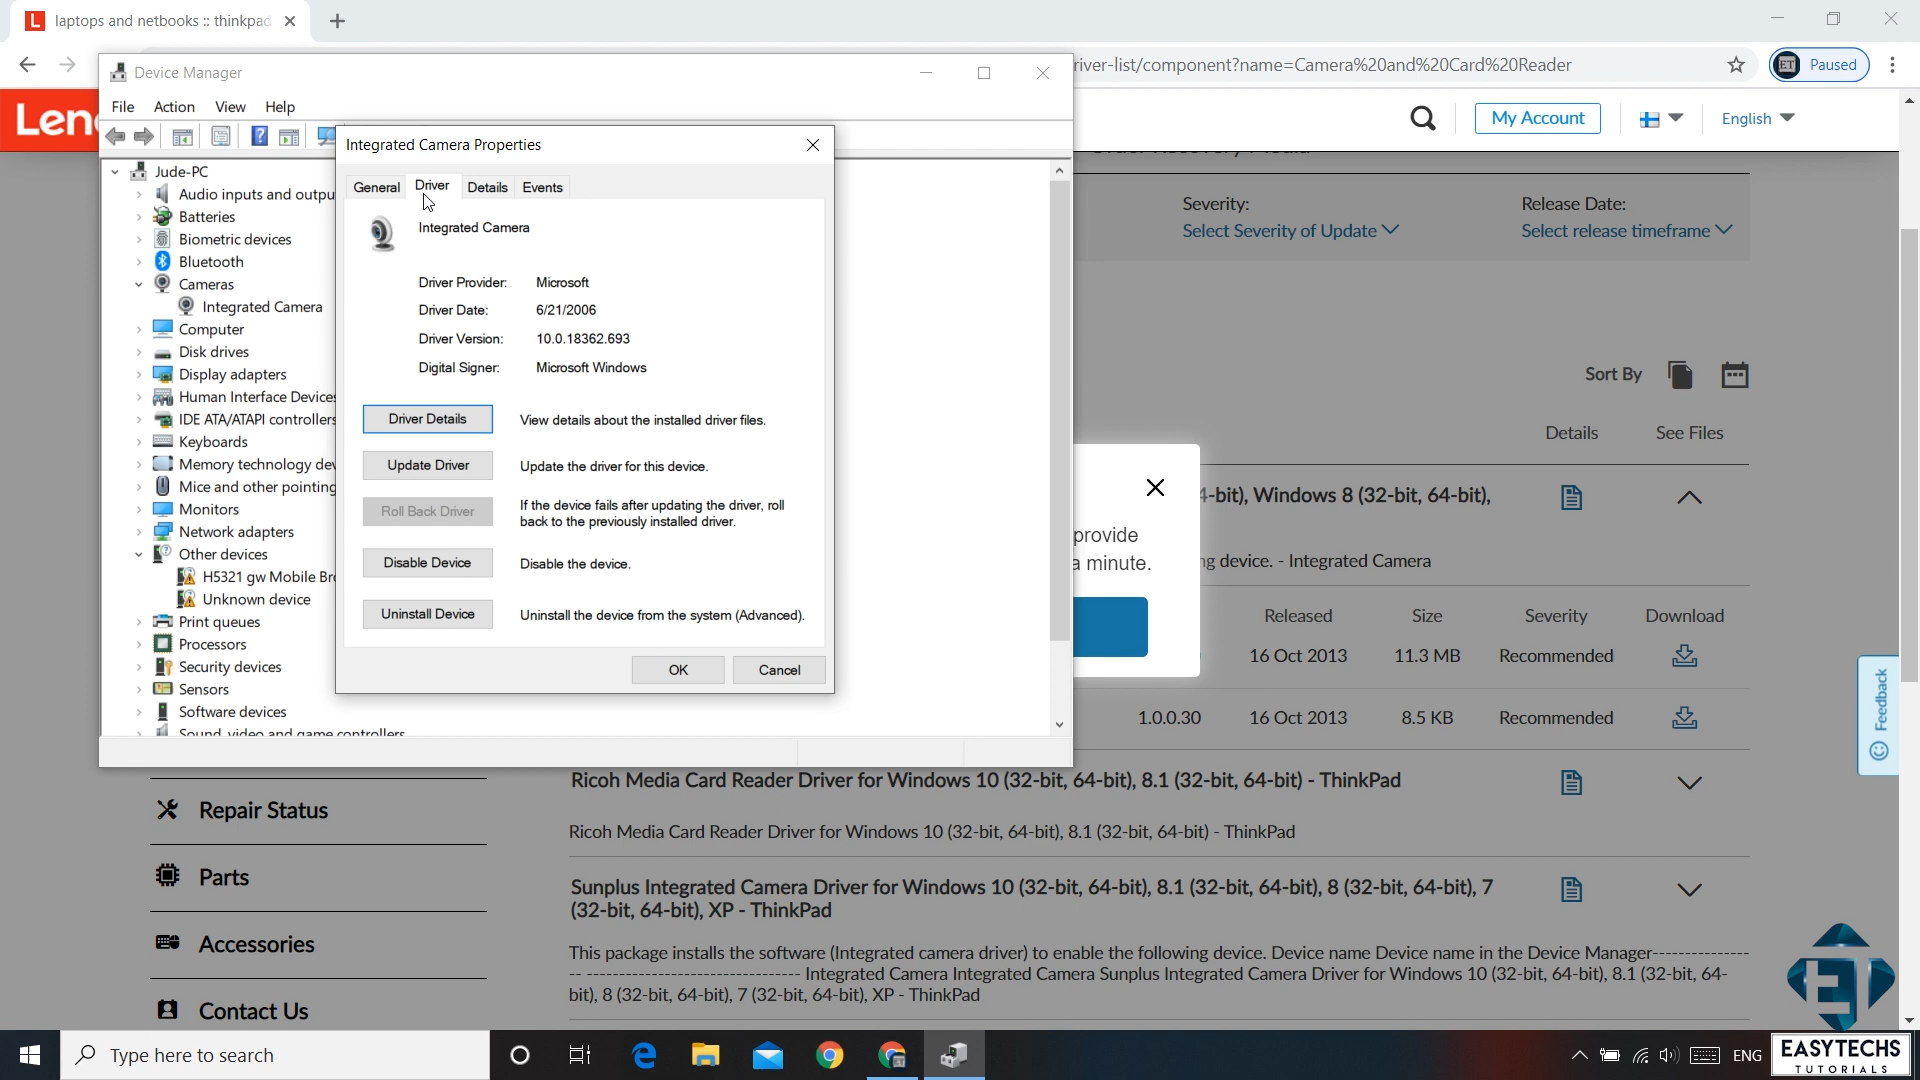 laptops and netbooks :: thinkpad
Device Manager
river-list/component?name=Camera%20and%20Card%20Reader
Paused
File Action View Help
Len
My Account
English
Integrated Camera Properties
General Driver Details Events
Jude-PC
Audio inputs and outpu
Batteries
Biometric devices
Bluetooth
Cameras
Integrated Camera
Computer
Disk drives
Display adapters
Human Interface Devices
IDE ATA/ATAPI controllers
Keyboards
Memory technology dev
Mice and other pointing
Monitors
Network adapters
Other devices
H5321 gw Mobile Br
Unknown device
Print queues
Processors
Security devices
Sensors
Software devices
Sound, video and game controllers
Integrated Camera
Driver Provider: Microsoft
Driver Date: 6/21/2006
Driver Version: 10.0.18362.693
Digital Signer: Microsoft Windows
Driver Details View details about the installed driver files.
Update Driver Update the driver for this device.
Roll Back Driver If the device fails after updating the driver, roll
back to the previously installed driver.
Disable Device Disable the device.
Uninstall Device Uninstall the device from the system (Advanced).
OK Cancel
Severity: Release Date:
Select Severity of Update Select release timeframe
Sort By
Details See Files
4-bit), Windows 8 (32-bit, 64-bit),
provide
a minute.
ng device. - Integrated Camera
Released Size Severity Download
16 Oct 2013 11.3 MB Recommended
1.0.0.30 16 Oct 2013 8.5 KB Recommended
Feedback
Ricoh Media Card Reader Driver for Windows 10 (32-bit, 64-bit), 8.1 (32-bit, 64-bit) - ThinkPad
Ricoh Media Card Reader Driver for Windows 10 (32-bit, 64-bit), 8.1 (32-bit, 64-bit) - ThinkPad
Sunplus Integrated Camera Driver for Windows 10 (32-bit, 64-bit), 8.1 (32-bit, 64-bit), 8 (32-bit, 64-bit), 7
(32-bit, 64-bit), XP - ThinkPad
This package installs the software (Integrated camera driver) to enable the following device. Device name Device name in the Device Manager---------------
-- --------------------------------- Integrated Camera Integrated Camera Sunplus Integrated Camera Driver for Windows 10 (32-bit, 64-bit), 8.1 (32-bit, 64-
bit), 8 (32-bit, 64-bit), 7 (32-bit, 64-bit), XP - ThinkPad
Repair Status
Parts
Accessories
Contact Us
Type here to search
ENG
EASYTECHS
TUTORIALS